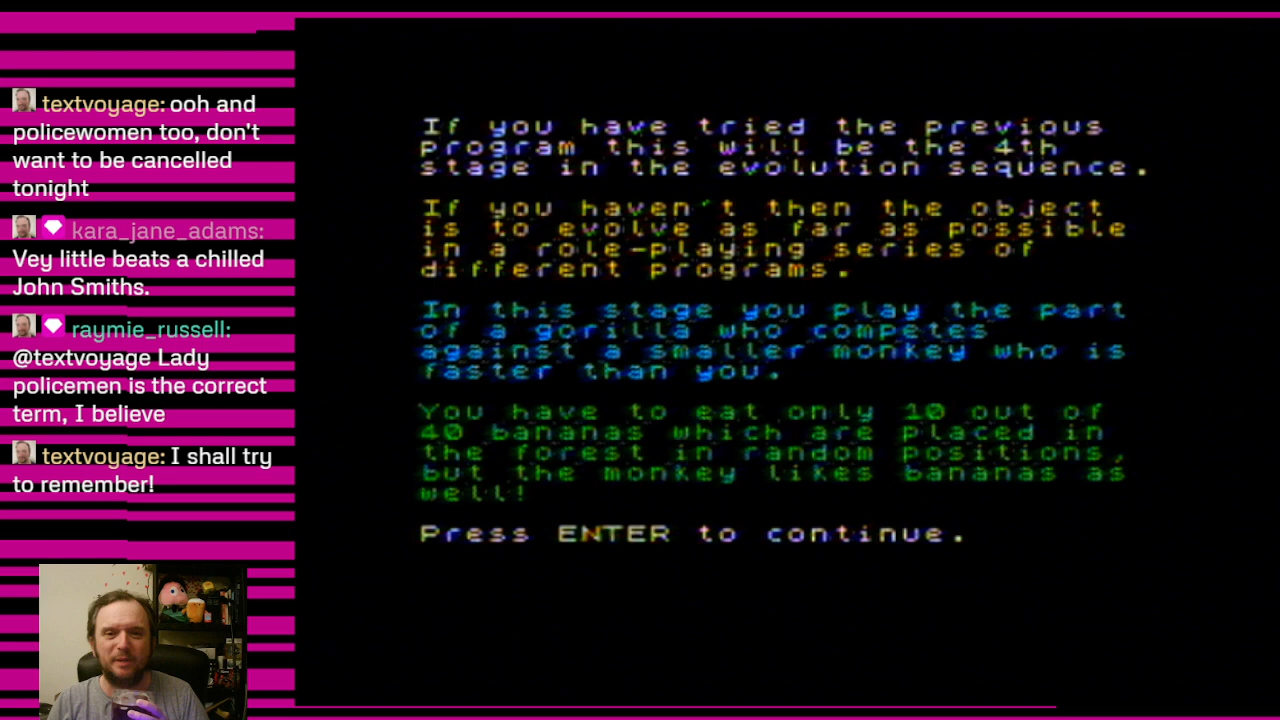 textvoyage: ooh and
policewomen too, don't
want to be cancelled
tonight
kara_jane_adams:
Vey little beats a chilled
John Smiths.
raymie_russell:
@textvoyage Lady
policemen is the correct
term, I believe
textvoyage: I shall try
to remember!
If you have tried the previous
program this will be the 4th
stage in the evolution sequence.
If you haven't then the object
is to evolve as far as possible
in a role-playing series of
different programs.
In this stage you play the part
of a gorilla who competes
against a smaller monkey who is
faster than you.
You have to eat only 10 out of
40 bananas which are placed in
the forest in random positions,
but the monkey likes bananas as
well!
Press ENTER to continue.